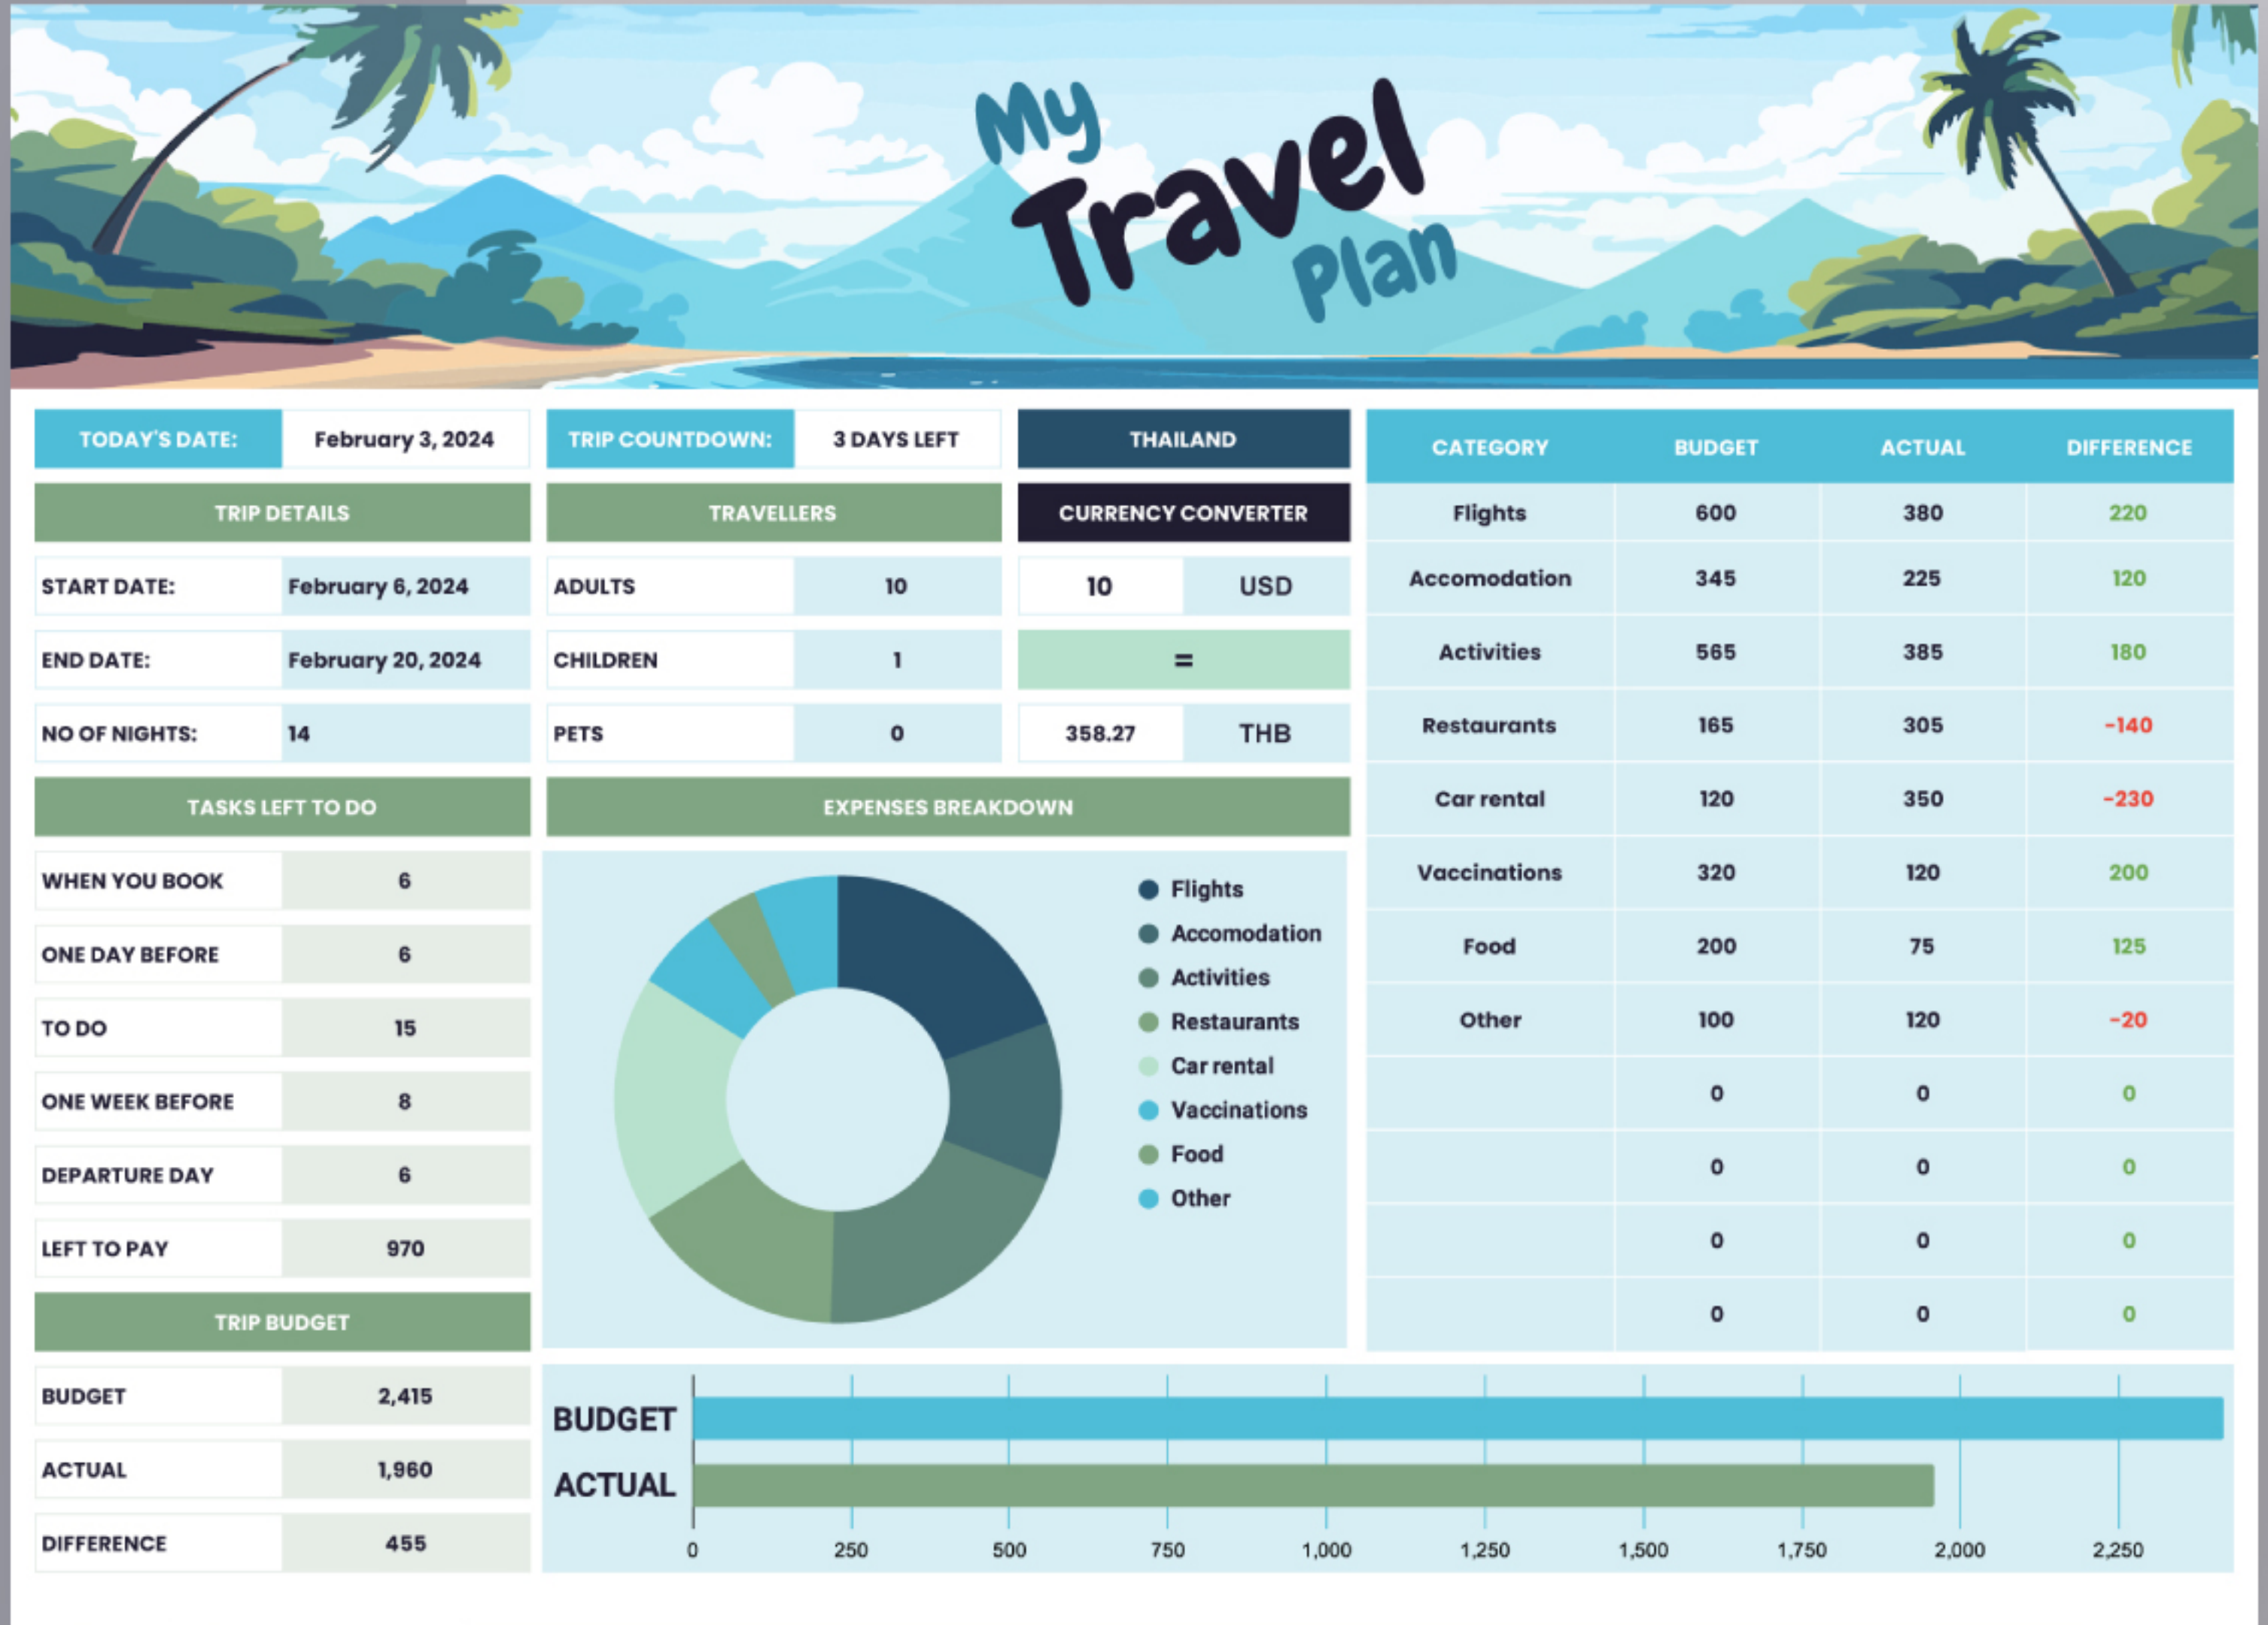 My
Travel
Plan
TODAY'S DATE: February 3, 2024
TRIP COUNTDOWN: 3 DAYS LEFT
THAILAND
TRIP DETAILS
START DATE: February 6, 2024
END DATE: February 20, 2024
NO OF NIGHTS: 14
TRAVELLERS
ADULTS 10
CHILDREN 1
PETS 0
CURRENCY CONVERTER
10 USD
=
358.27 THB
TASKS LEFT TO DO
WHEN YOU BOOK 6
ONE DAY BEFORE 6
TO DO 15
ONE WEEK BEFORE 8
DEPARTURE DAY 6
LEFT TO PAY 970
TRIP BUDGET
BUDGET 2,415
ACTUAL 1,960
DIFFERENCE 455
EXPENSES BREAKDOWN
Flights
Accomodation
Activities
Restaurants
Car rental
Vaccinations
Food
Other
CATEGORY BUDGET ACTUAL DIFFERENCE
Flights 600 380 220
Accomodation 345 225 120
Activities 565 385 180
Restaurants 165 305 -140
Car rental 120 350 -230
Vaccinations 320 120 200
Food 200 75 125
Other 100 120 -20
0 0 0
0 0 0
0 0 0
0 0 0
BUDGET
ACTUAL
0 250 500 750 1,000 1,250 1,500 1,750 2,000 2,250